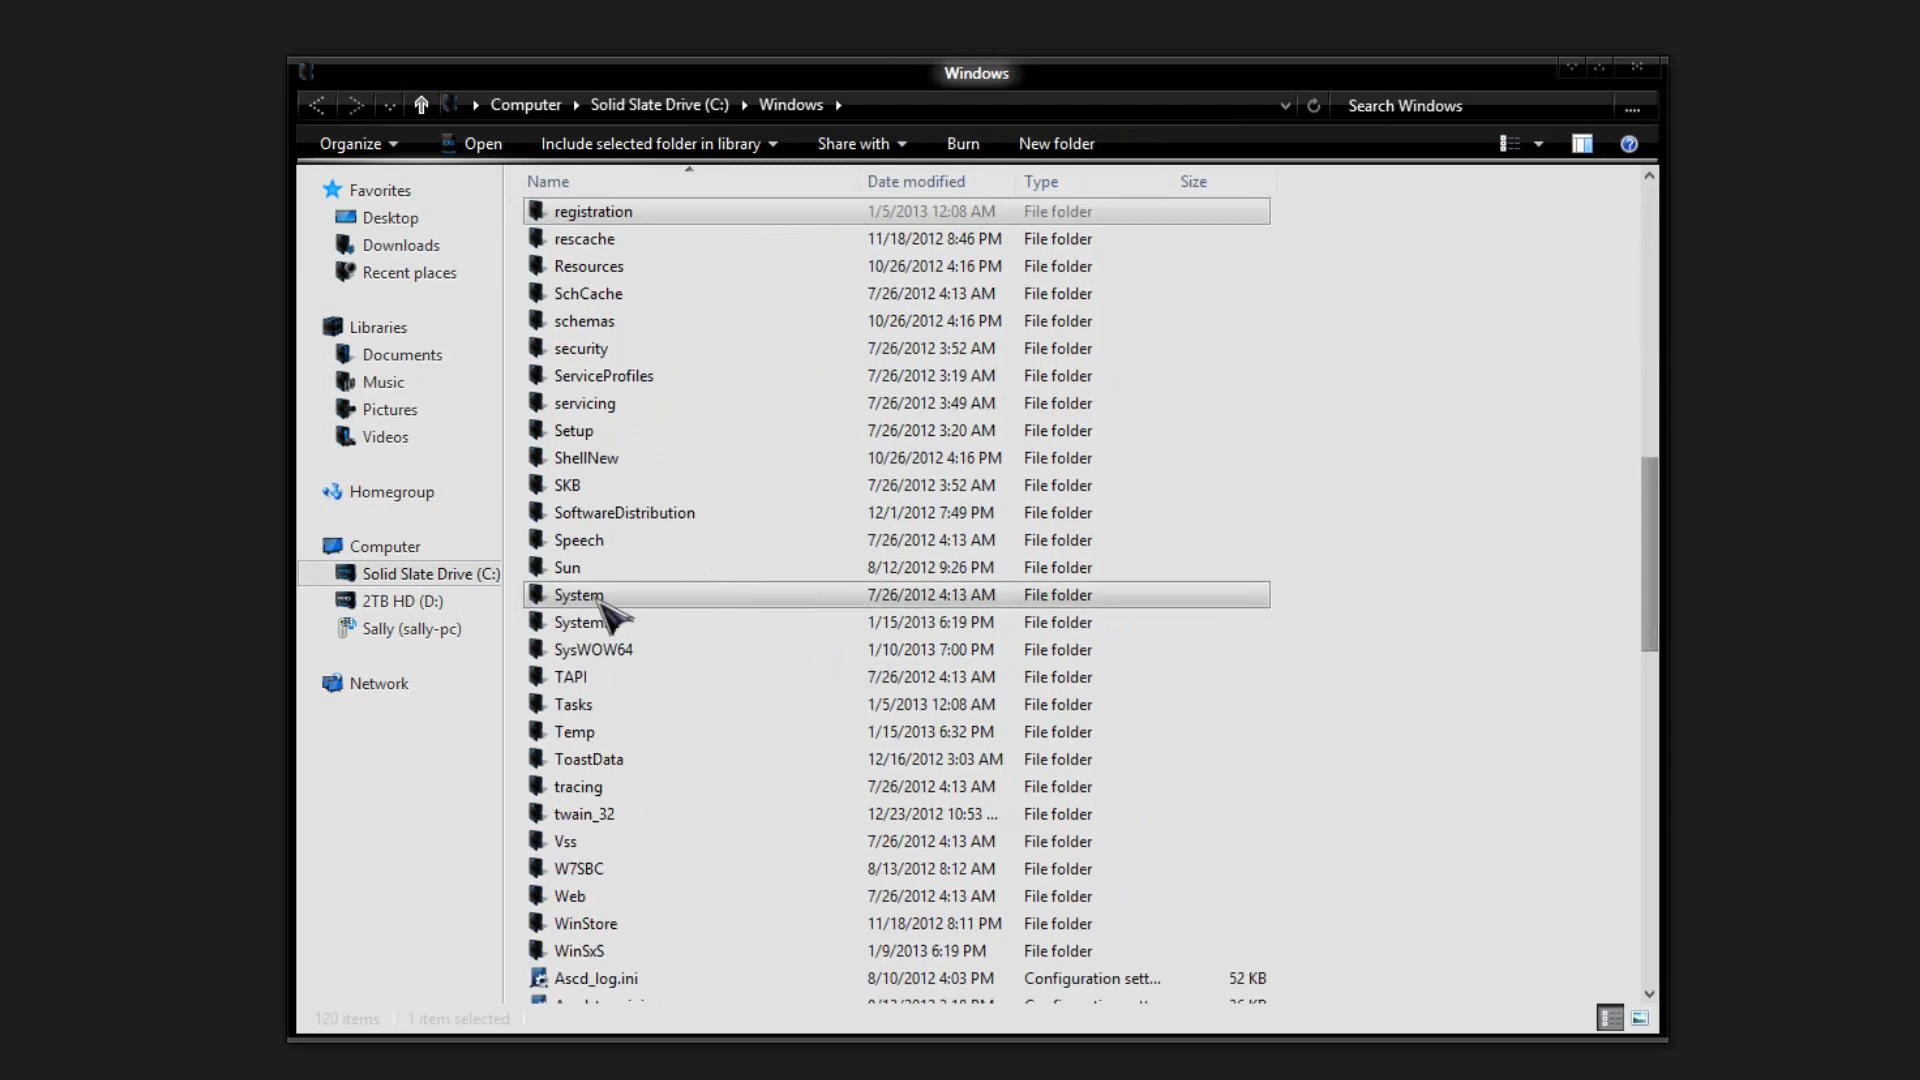 Windows
Computer Solid Slate Drive (C:) Windows
Search Windows
Organize Open Include selected folder in library Share with Burn New folder
Favorites
Desktop
Downloads
Recent places
Libraries
Documents
Music
Pictures
Videos
Homegroup
Computer
Solid Slate Drive (C:)
2TB HD (D:)
Sally (sally-pc)
Network
Name Date modified Type Size
registration 1/5/2013 12:08 AM File folder
rescache 11/18/2012 8:46 PM File folder
Resources 10/26/2012 4:16 PM File folder
SchCache 7/26/2012 4:13 AM File folder
schemas 10/26/2012 4:16 PM File folder
security 7/26/2012 3:52 AM File folder
ServiceProfiles 7/26/2012 3:19 AM File folder
servicing 7/26/2012 3:49 AM File folder
Setup 7/26/2012 3:20 AM File folder
ShellNew 10/26/2012 4:16 PM File folder
SKB 7/26/2012 3:52 AM File folder
SoftwareDistribution 12/1/2012 7:49 PM File folder
Speech 7/26/2012 4:13 AM File folder
Sun 8/12/2012 9:26 PM File folder
System 7/26/2012 4:13 AM File folder
System 1/15/2013 6:19 PM File folder
SysWOW64 1/10/2013 7:00 PM File folder
TAPI 7/26/2012 4:13 AM File folder
Tasks 1/5/2013 12:08 AM File folder
Temp 1/15/2013 6:32 PM File folder
ToastData 12/16/2012 3:03 AM File folder
tracing 7/26/2012 4:13 AM File folder
twain_32 12/23/2012 10:53 ... File folder
Vss 7/26/2012 4:13 AM File folder
W7SBC 8/13/2012 8:12 AM File folder
Web 7/26/2012 4:13 AM File folder
WinStore 11/18/2012 8:11 PM File folder
WinSxS 1/9/2013 6:19 PM File folder
Ascd_log.ini 8/10/2012 4:03 PM Configuration sett... 52 KB
120 items 1 item selected